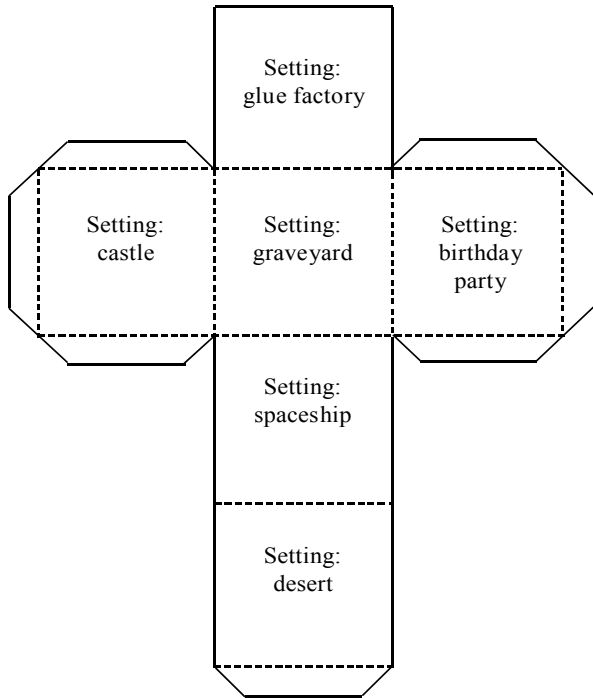 Setting:
glue factory
Setting:
castle
Setting:
graveyard
Setting:
birthday
party
Setting:
spaceship
Setting:
desert